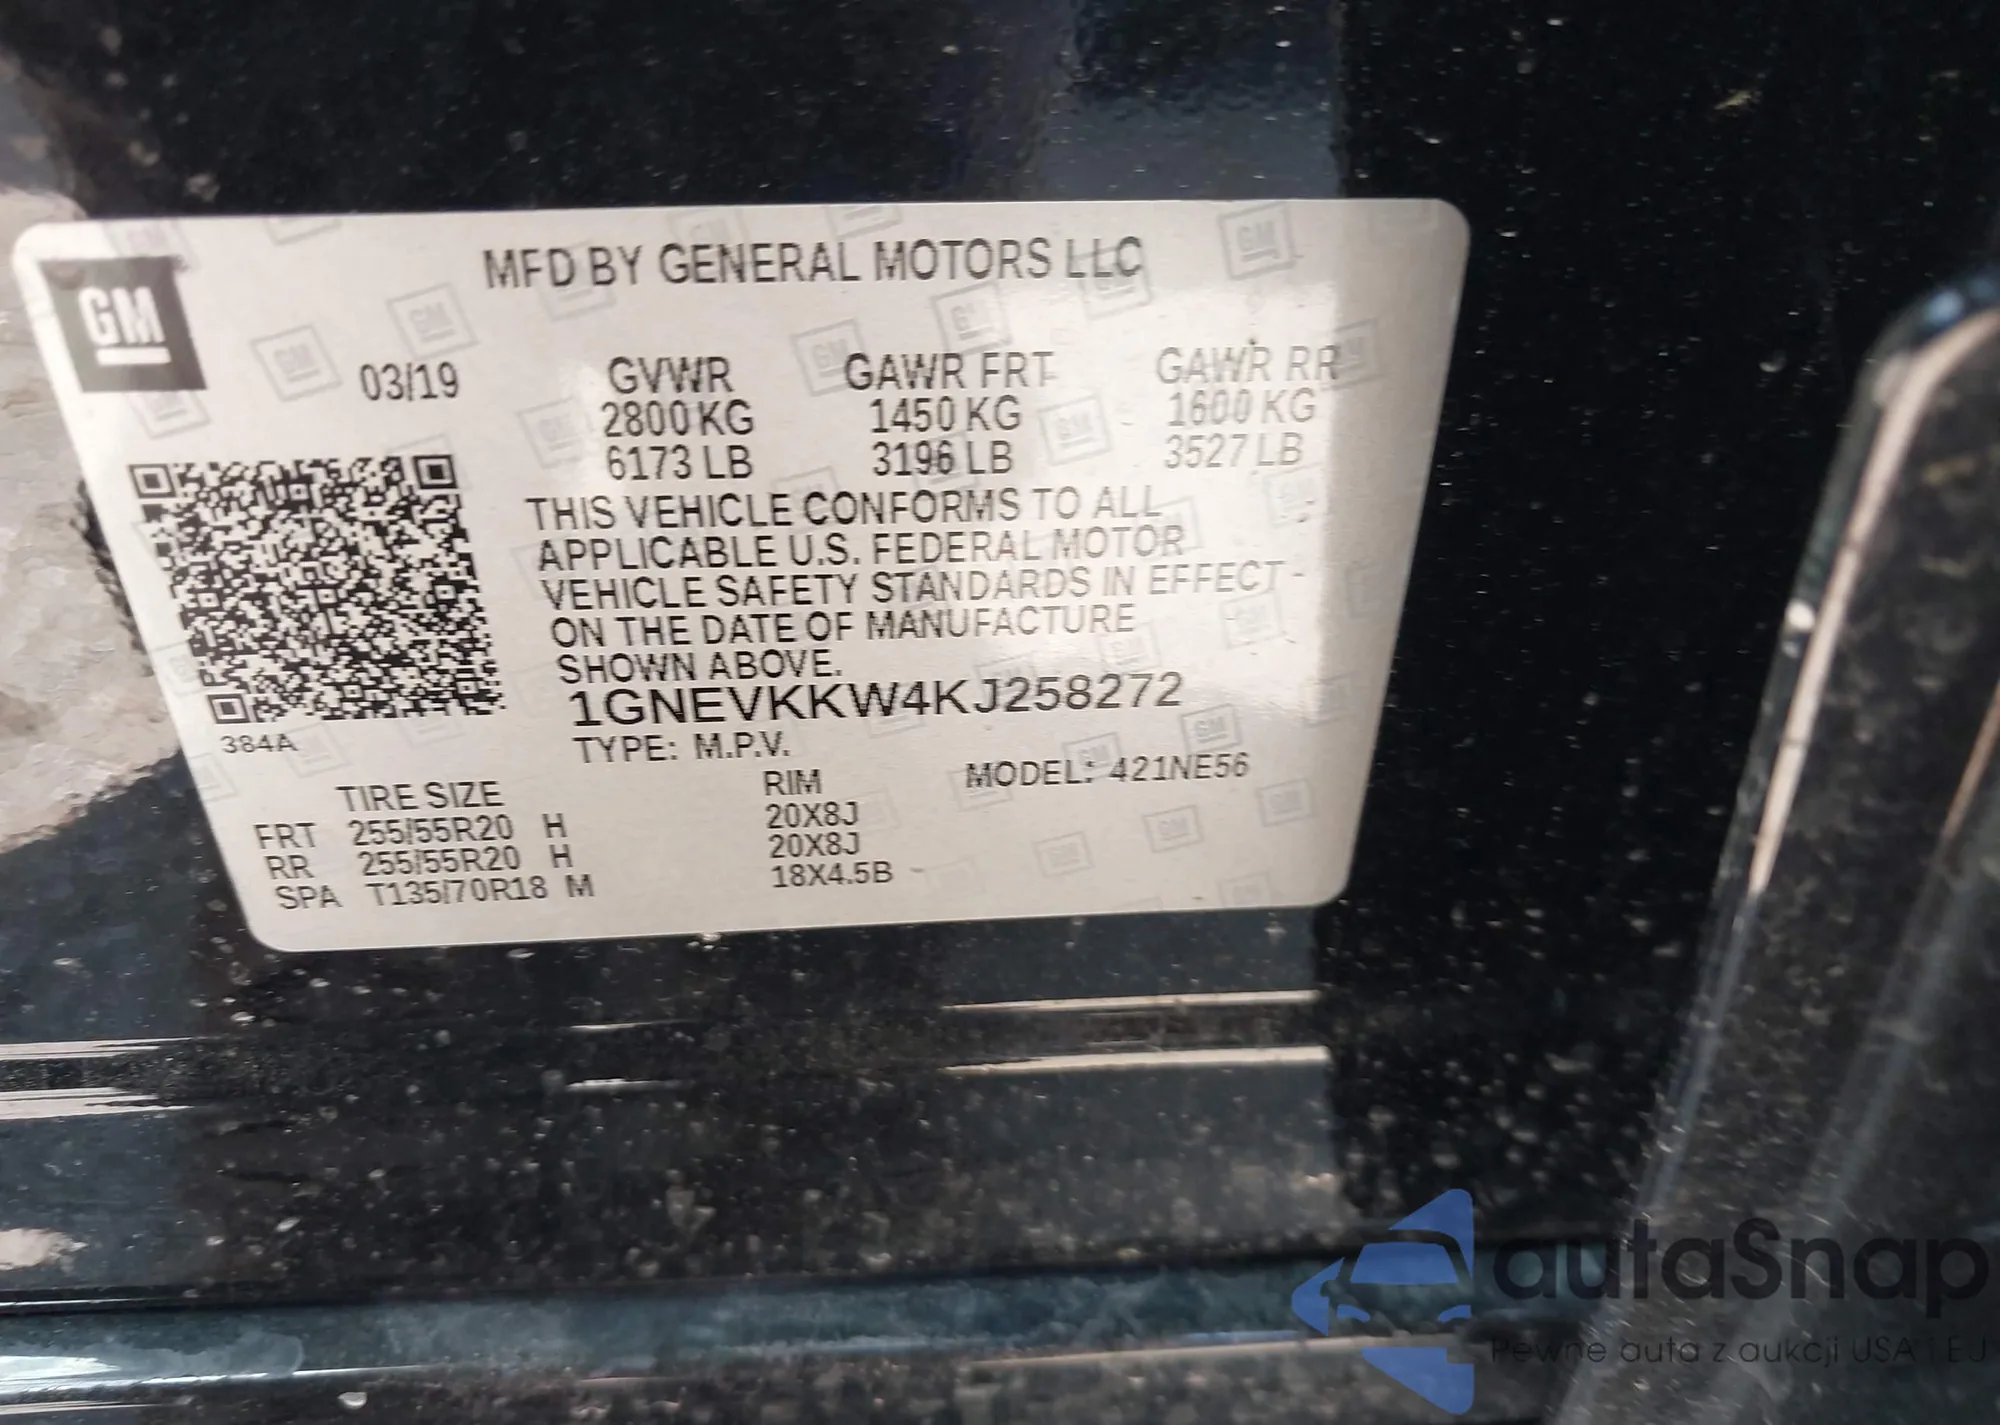 MFD BY GENERAL MOTORS LLC
GM
03/19 GVWR GAWR FRT GAWR RR
2800 KG 1450 KG 1600 KG
6173 LB 3196 LB 3527 LB
THIS VEHICLE CONFORMS TO ALL
APPLICABLE U.S. FEDERAL MOTOR
VEHICLE SAFETY STANDARDS IN EFFECT
ON THE DATE OF MANUFACTURE
SHOWN ABOVE.
1GNEVKKW4KJ258272
384A
TYPE: M.P.V.
TIRE SIZE RIM MODEL: 421NE56
FRT 255/55R20 H 20X8J
RR 255/55R20 H 20X8J
SPA T135/70R18 M 18X4.5B
autaSnap
Pewne auta z aukcji USA i EU